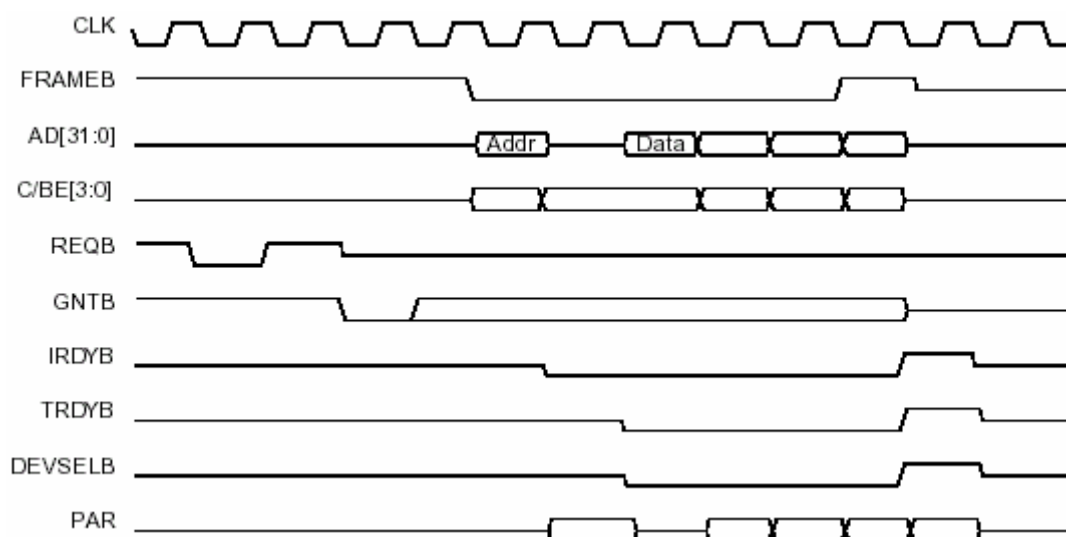 CLK
FRAMEB
AD[31:0]
Addr
Data
C/BE[3:0]
REQB
GNTB
IRDYB
TRDYB
DEVSELB
PAR